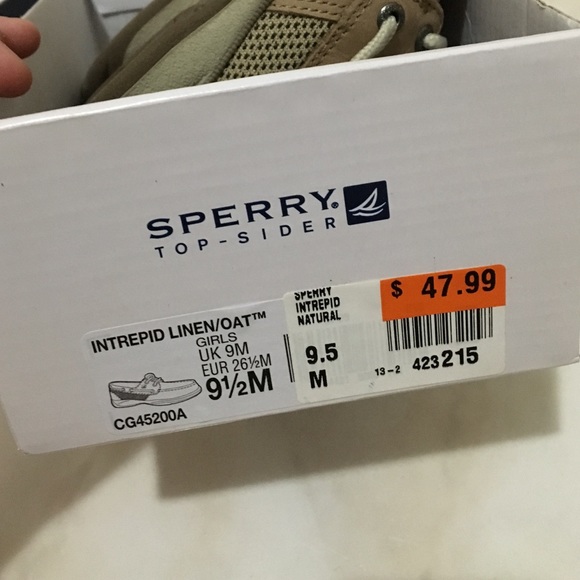 SPERRY®
TOP-SIDER
INTREPID LINEN/OAT™
GIRLS
UK 9M
EUR 26½M
9½M
CG45200A
SPERRY
INTREPID
NATURAL
$ 47.99
9.5
M
13-2 423215